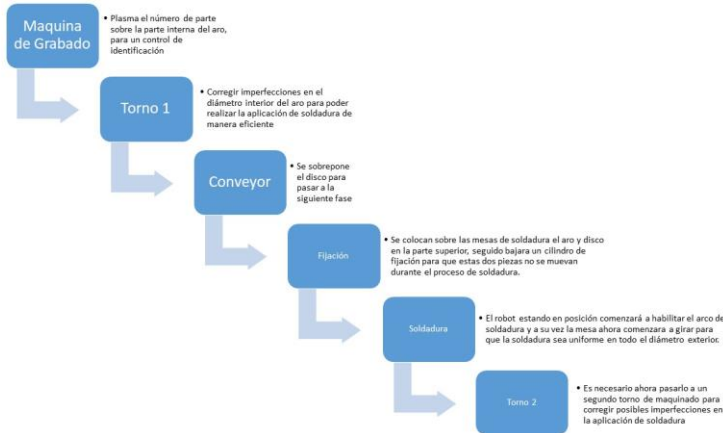 Maquina
de Grabado
• Plasma el número de parte
sobre la parte interna del aro,
para un control de
identificación
Torno 1
• Corregir imperfecciones en el
diámetro interior del aro para poder
realizar la aplicación de soldadura de
manera eficiente
Conveyor
• Se sobrepone
el disco para
pasar a la
siguiente fase
Fijación
• Se colocan sobre las mesas de soldadura el aro y disco
en la parte superior, seguido bajara un cilindro de
fijación para que estas dos piezas no se muevan
durante el proceso de soldadura.
Soldadura
• El robot estando en posición comenzará a habilitar el arco de
soldadura y a su vez la mesa ahora comenzara a girar para
que la soldadura sea uniforme en todo el diámetro exterior.
Torno 2
• Es necesario ahora pasarlo a un
segundo torno de maquinado para
corregir posibles imperfecciones en
la aplicación de soldadura